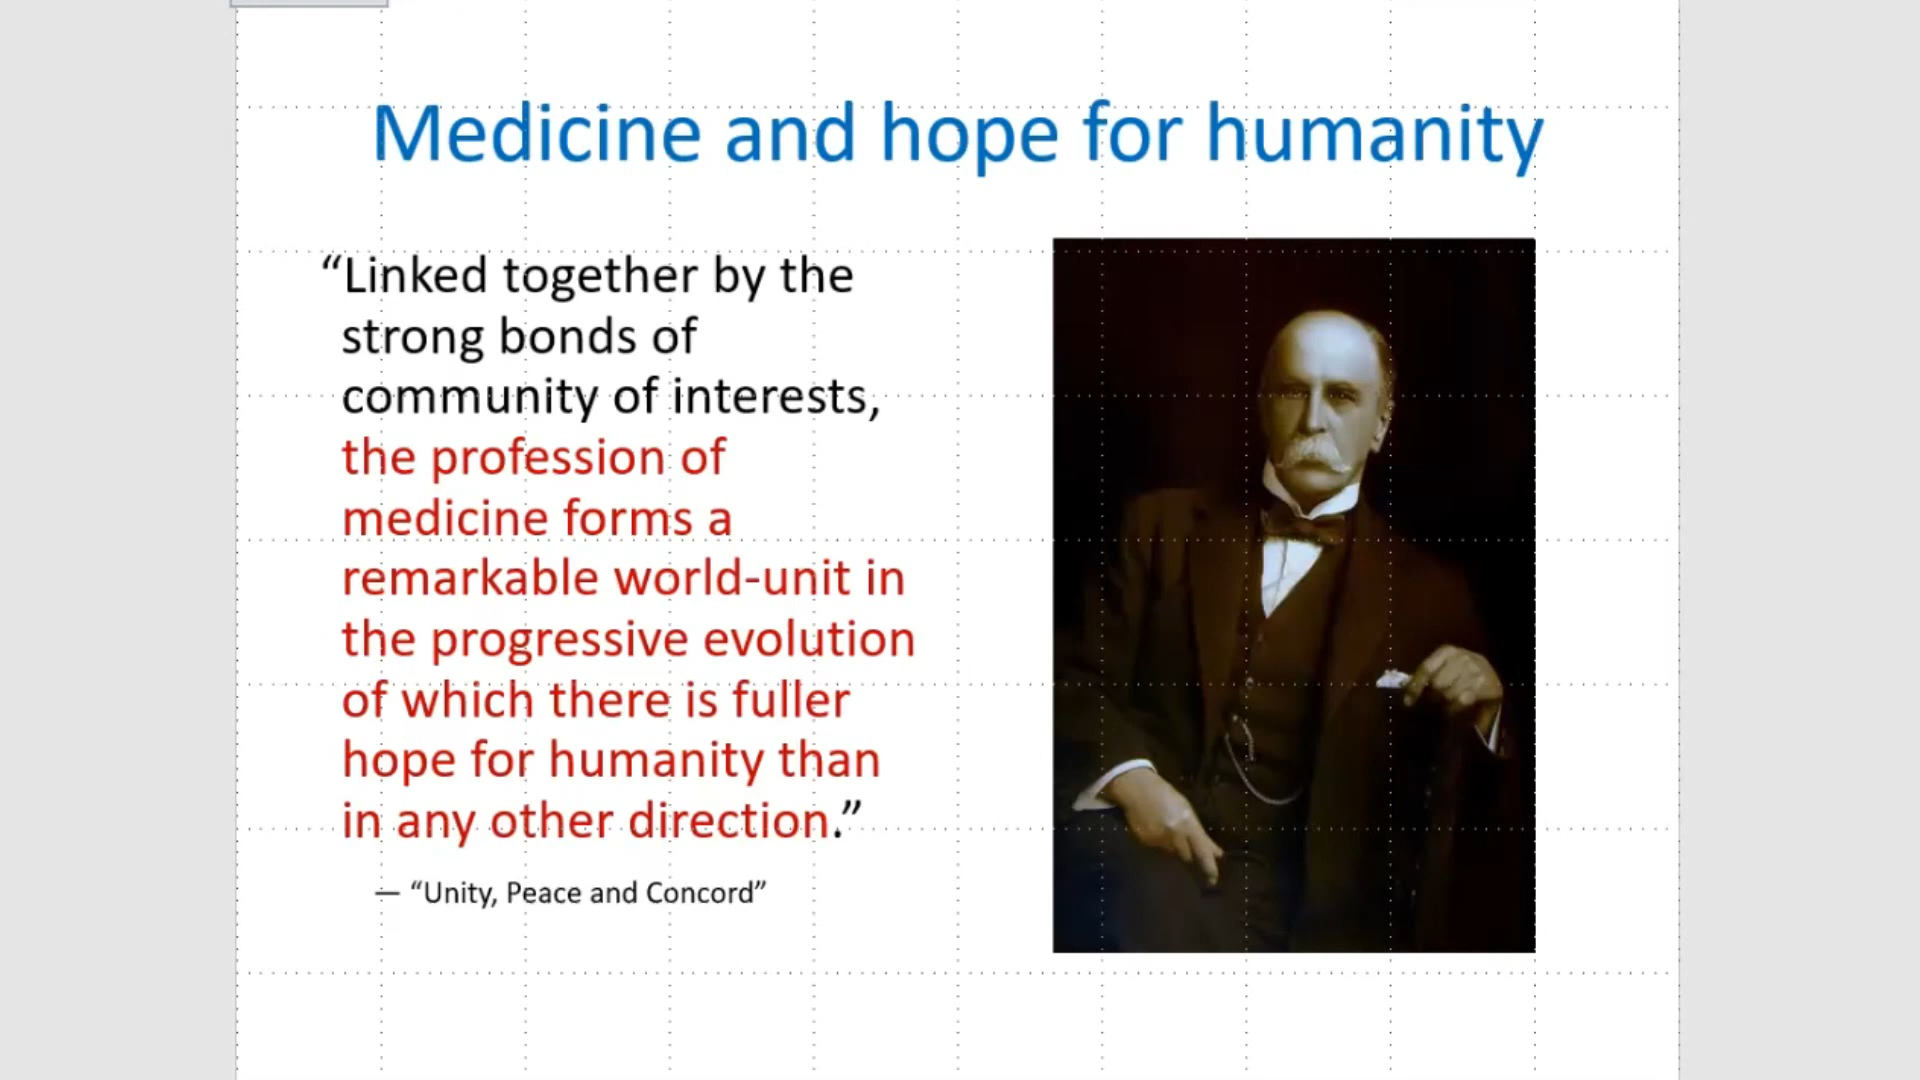 Medicine and hope for humanity
“Linked together by the
strong bonds of
community of interests,
the profession of
medicine forms a
remarkable world-unit in
the progressive evolution
of which there is fuller
hope for humanity than
in any other direction.”
— “Unity, Peace and Concord”